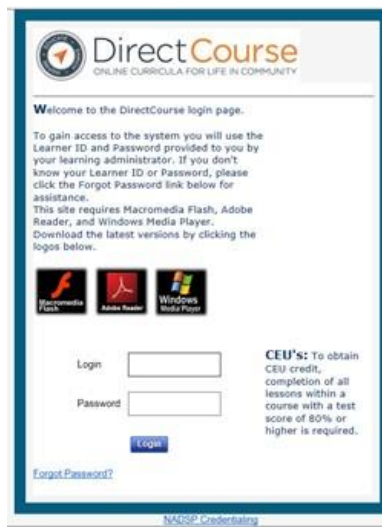 DirectCourse
ONLINE CURRICULA FOR LIFE IN COMMUNITY
Welcome to the DirectCourse login page.
To gain access to the system you will use the
Learner ID and Password provided to you by
your learning administrator. If you don't
know your Learner ID or Password, please
click the Forgot Password link below for
assistance.
This site requires Macromedia Flash, Adobe
Reader, and Windows Media Player.
Download the latest versions by clicking the
logos below.
Macromedia
Flash
Adobe Reader
Windows
Media Player
Login
Password
Login
Forgot Password?
CEU's: To obtain
CEU credit,
completion of all
lessons within a
course with a test
score of 80% or
higher is required.
NADSP Credentialing